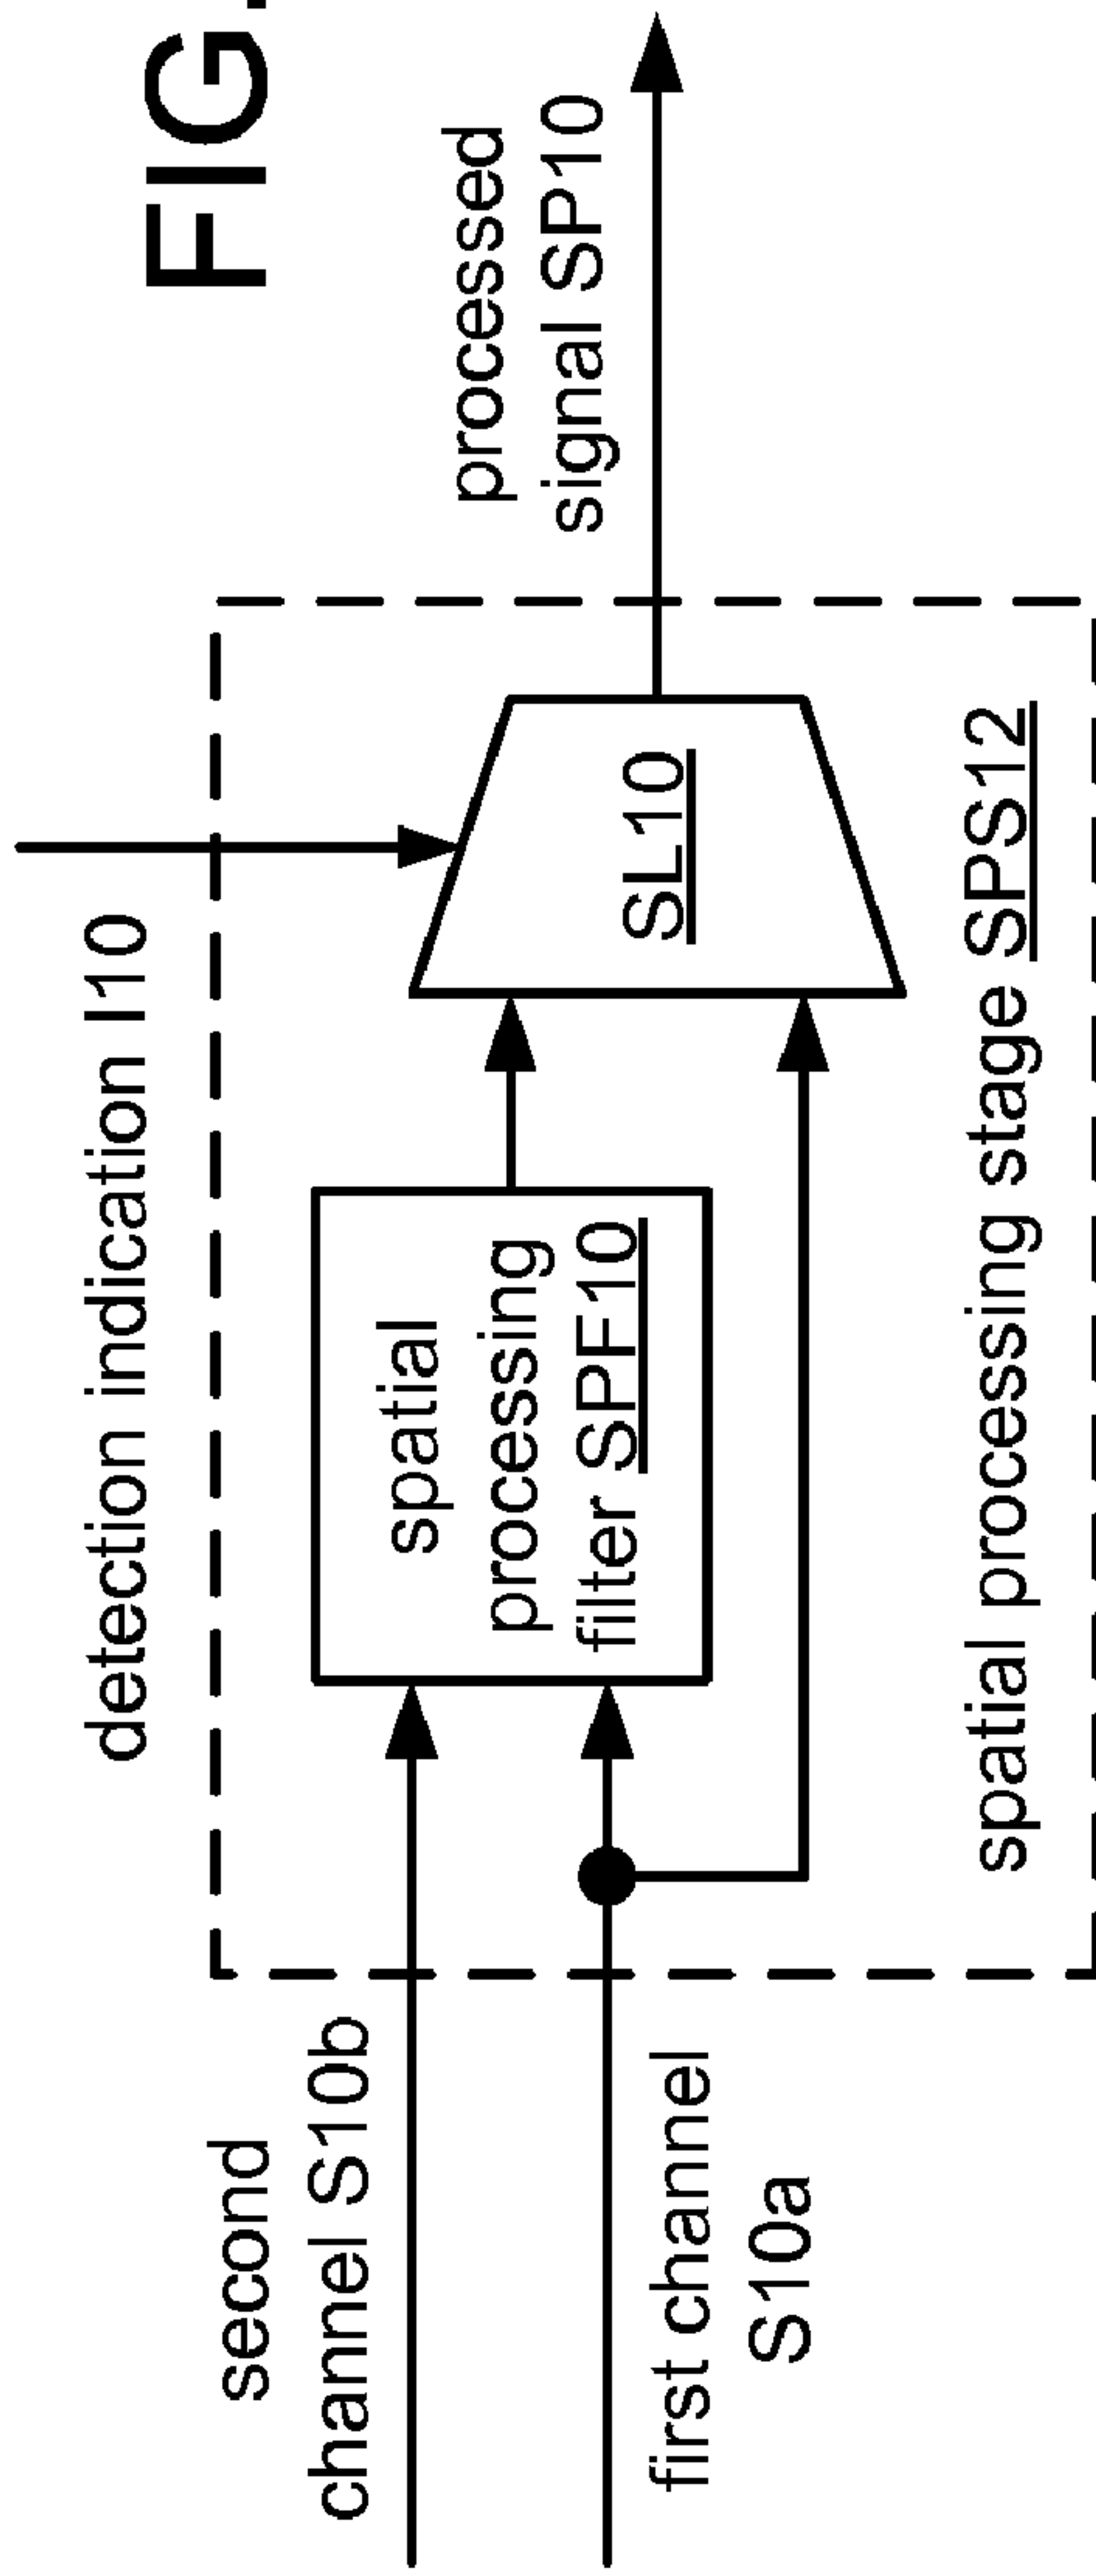 FIG.
detection indication I10
second
channel S10b
first channel
S10a
spatial
processing
filter SPF10
SL10
processed
signal SP10
spatial processing stage SPS12